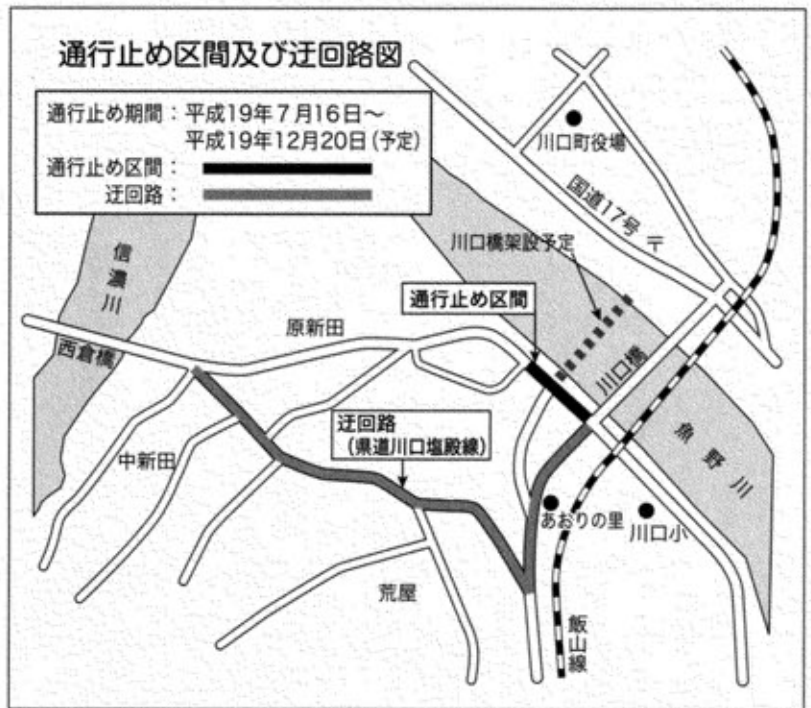 通行止め区間及び迂回路図
通行止め期間：平成19年7月16日～
平成19年12月20日（予定）
通行止め区間：
迂回路：
川口町役場
国道17号
〒
川口橋架設予定
信濃川
通行止め区間
原新田
西倉橋
川口橋
迂回路
（県道川口塩殿線）
魚野川
中新田
あおりの里
川口小
荒屋
飯山線